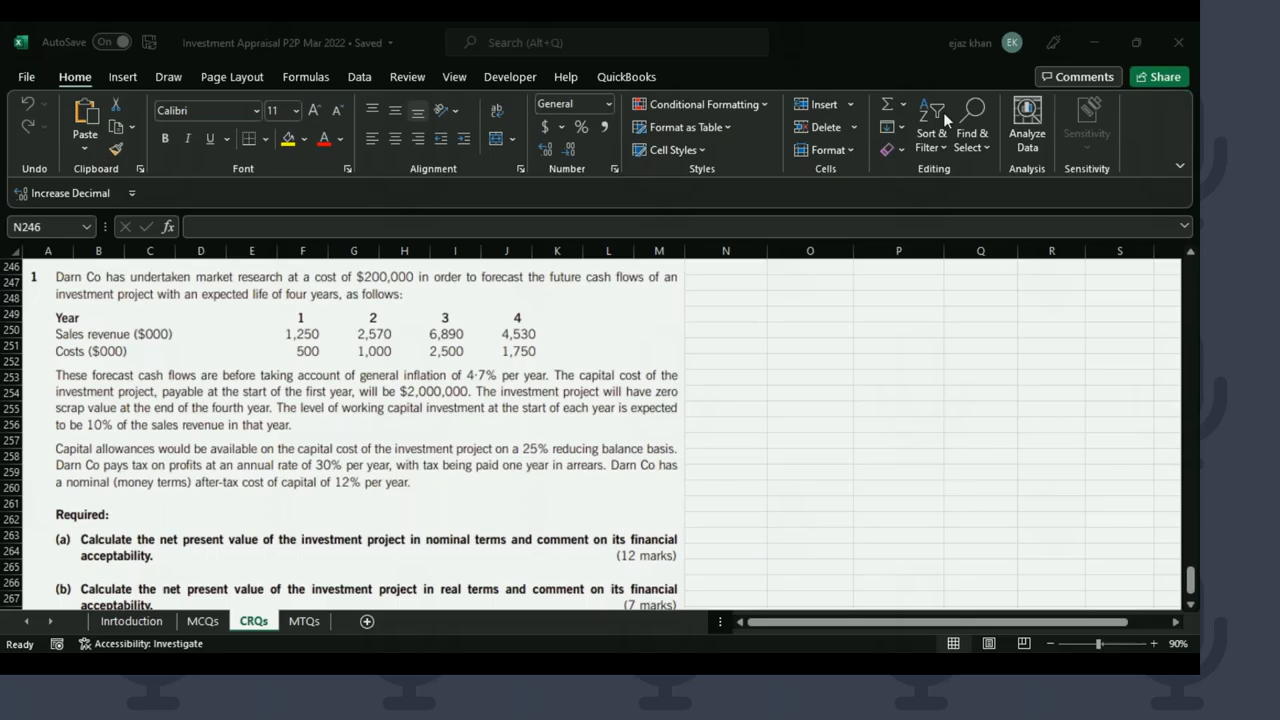 AutoSave On Investment Appraisal P2P Mar 2022 • Saved Search (Alt+Q) ejaz khan EK
File Home Insert Draw Page Layout Formulas Data Review View Developer Help QuickBooks Comments Share
Paste Calibri 11 A A B I U A ab General $ % 9 Conditional Formatting Format as Table Cell Styles Insert Delete Format Σ Sort & Filter Find & Select Analyze Data Sensitivity
Undo Clipboard Font Alignment Number Styles Cells Editing Analysis Sensitivity
Increase Decimal
N246 fx
A B C D E F G H I J K L M N O P Q R S
246
247
248
249
250
251
252
253
254
255
256
257
258
259
260
261
262
263
264
265
266
267
1 Darn Co has undertaken market research at a cost of $200,000 in order to forecast the future cash flows of an
investment project with an expected life of four years, as follows:
Year 1 2 3 4
Sales revenue ($000) 1,250 2,570 6,890 4,530
Costs ($000) 500 1,000 2,500 1,750
These forecast cash flows are before taking account of general inflation of 4·7% per year. The capital cost of the
investment project, payable at the start of the first year, will be $2,000,000. The investment project will have zero
scrap value at the end of the fourth year. The level of working capital investment at the start of each year is expected
to be 10% of the sales revenue in that year.
Capital allowances would be available on the capital cost of the investment project on a 25% reducing balance basis.
Darn Co pays tax on profits at an annual rate of 30% per year, with tax being paid one year in arrears. Darn Co has
a nominal (money terms) after-tax cost of capital of 12% per year.
Required:
(a) Calculate the net present value of the investment project in nominal terms and comment on its financial
acceptability. (12 marks)
(b) Calculate the net present value of the investment project in real terms and comment on its financial
acceptability. (7 marks)
Inrtoduction MCQs CRQs MTQs
Ready Accessibility: Investigate 90%